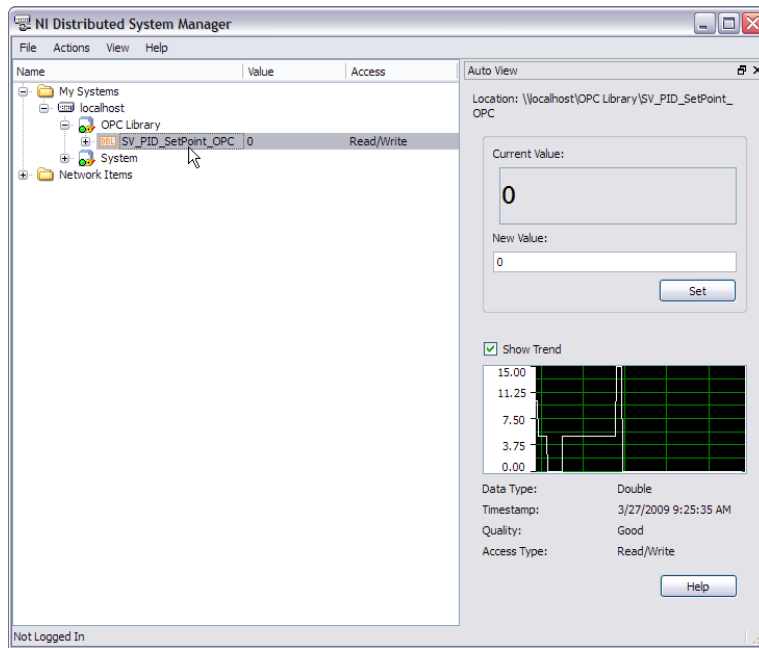 NI Distributed System Manager
File Actions View Help
Name Value Access
My Systems
localhost
OPC Library
DBL SV_PID_SetPoint_OPC 0 Read/Write
System
Network Items
Auto View
Location: \\localhost\OPC Library\SV_PID_SetPoint_
OPC
Current Value:
0
New Value:
0
Set
Show Trend
15.00
11.25
7.50
3.75
0.00
Data Type: Double
Timestamp: 3/27/2009 9:25:35 AM
Quality: Good
Access Type: Read/Write
Help
Not Logged In